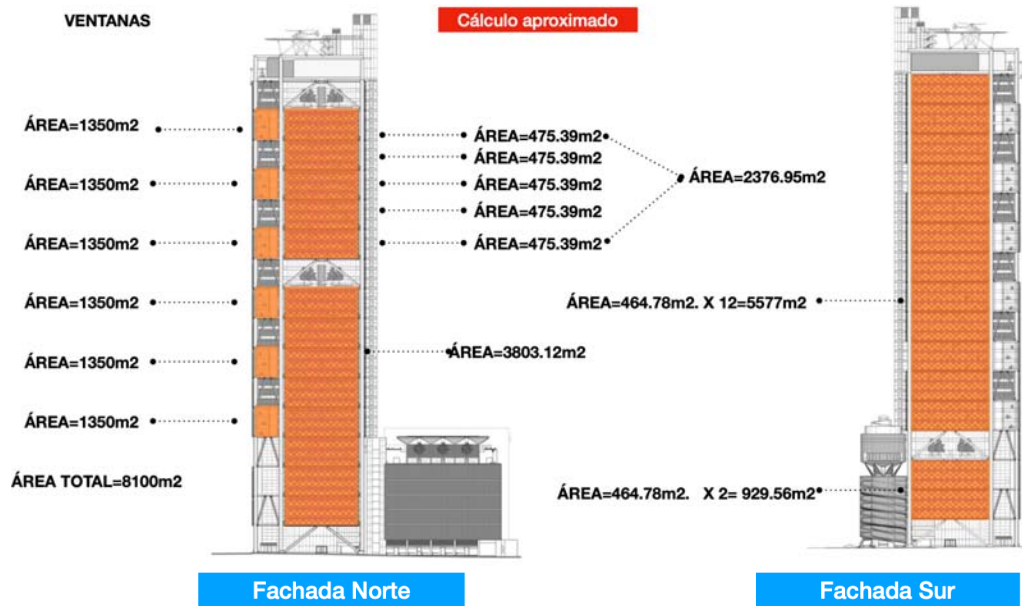 VENTANAS
Cálculo aproximado
ÁREA=1350m2
ÁREA=1350m2
ÁREA=1350m2
ÁREA=1350m2
ÁREA=1350m2
ÁREA=1350m2
ÁREA TOTAL=8100m2
ÁREA=475.39m2
ÁREA=475.39m2
ÁREA=475.39m2
ÁREA=475.39m2
ÁREA=475.39m2
ÁREA=2376.95m2
ÁREA=3803.12m2
Fachada Norte
ÁREA=464.78m2. X 12=5577m2
ÁREA=464.78m2. X 2= 929.56m2
Fachada Sur